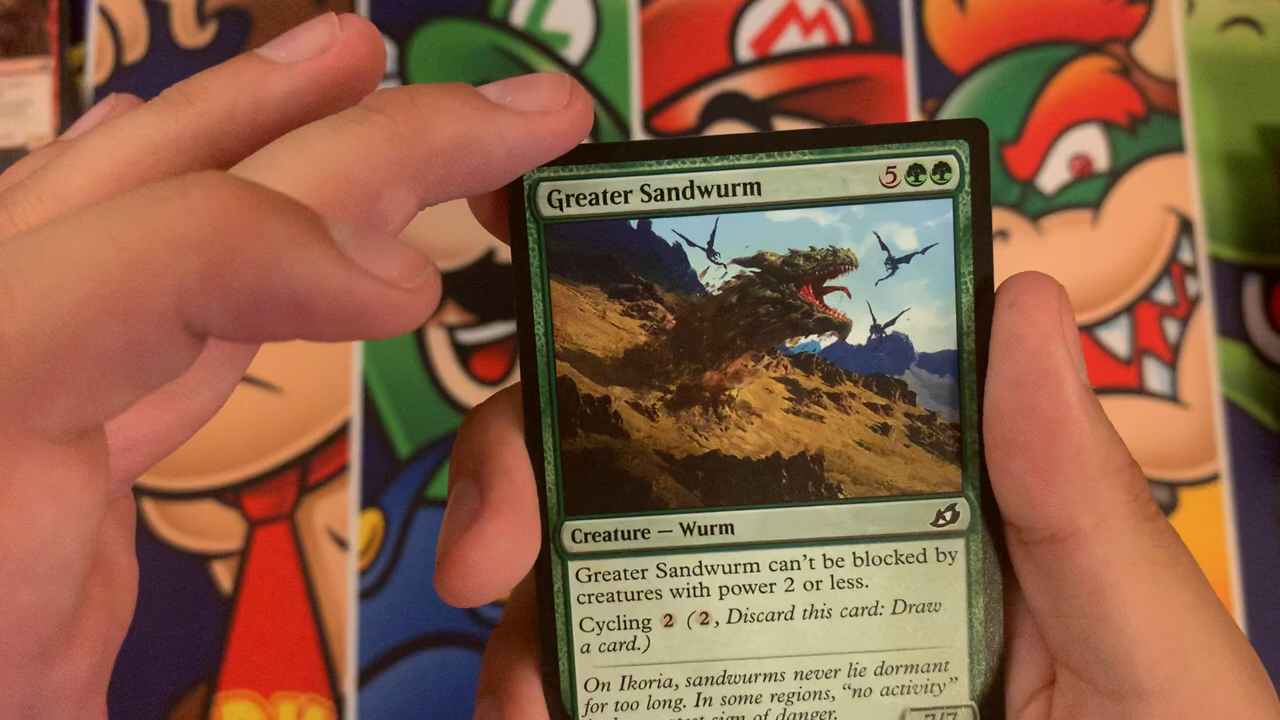 Greater Sandwurm 5
Creature — Wurm
Greater Sandwurm can't be blocked by
creatures with power 2 or less.
Cycling 2 (2, Discard this card: Draw
a card.)
On Ikoria, sandwurms never lie dormant
for too long. In some regions, “no activity”
sign of danger.
7/7
L
M